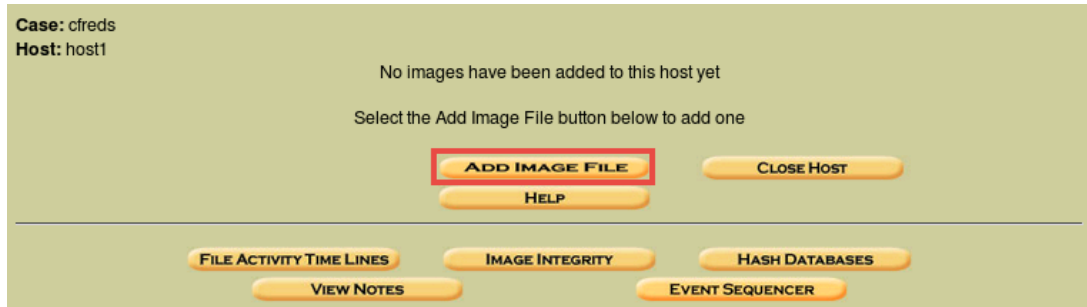 Case: cfreds
Host: host1
No images have been added to this host yet
Select the Add Image File button below to add one
ADD IMAGE FILE CLOSE HOST
HELP
FILE ACTIVITY TIME LINES IMAGE INTEGRITY HASH DATABASES
VIEW NOTES EVENT SEQUENCER